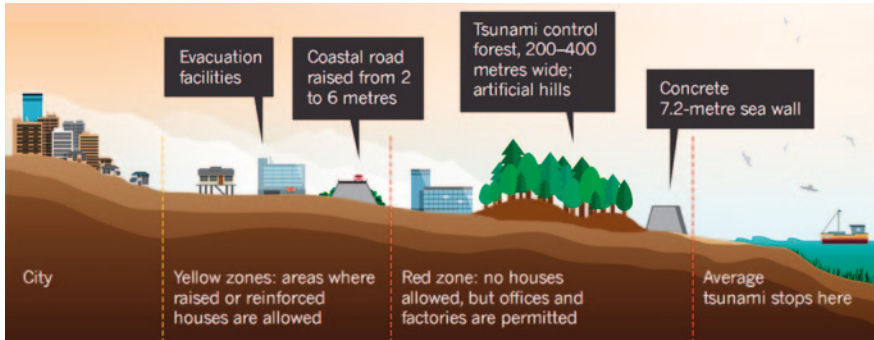 Evacuation
facilities
Coastal road
raised from 2
to 6 metres
Tsunami control
forest, 200–400
metres wide;
artificial hills
Concrete
7.2-metre sea wall
City
Yellow zones: areas where
raised or reinforced
houses are allowed
Red zone: no houses
allowed, but offices and
factories are permitted
Average
tsunami stops here